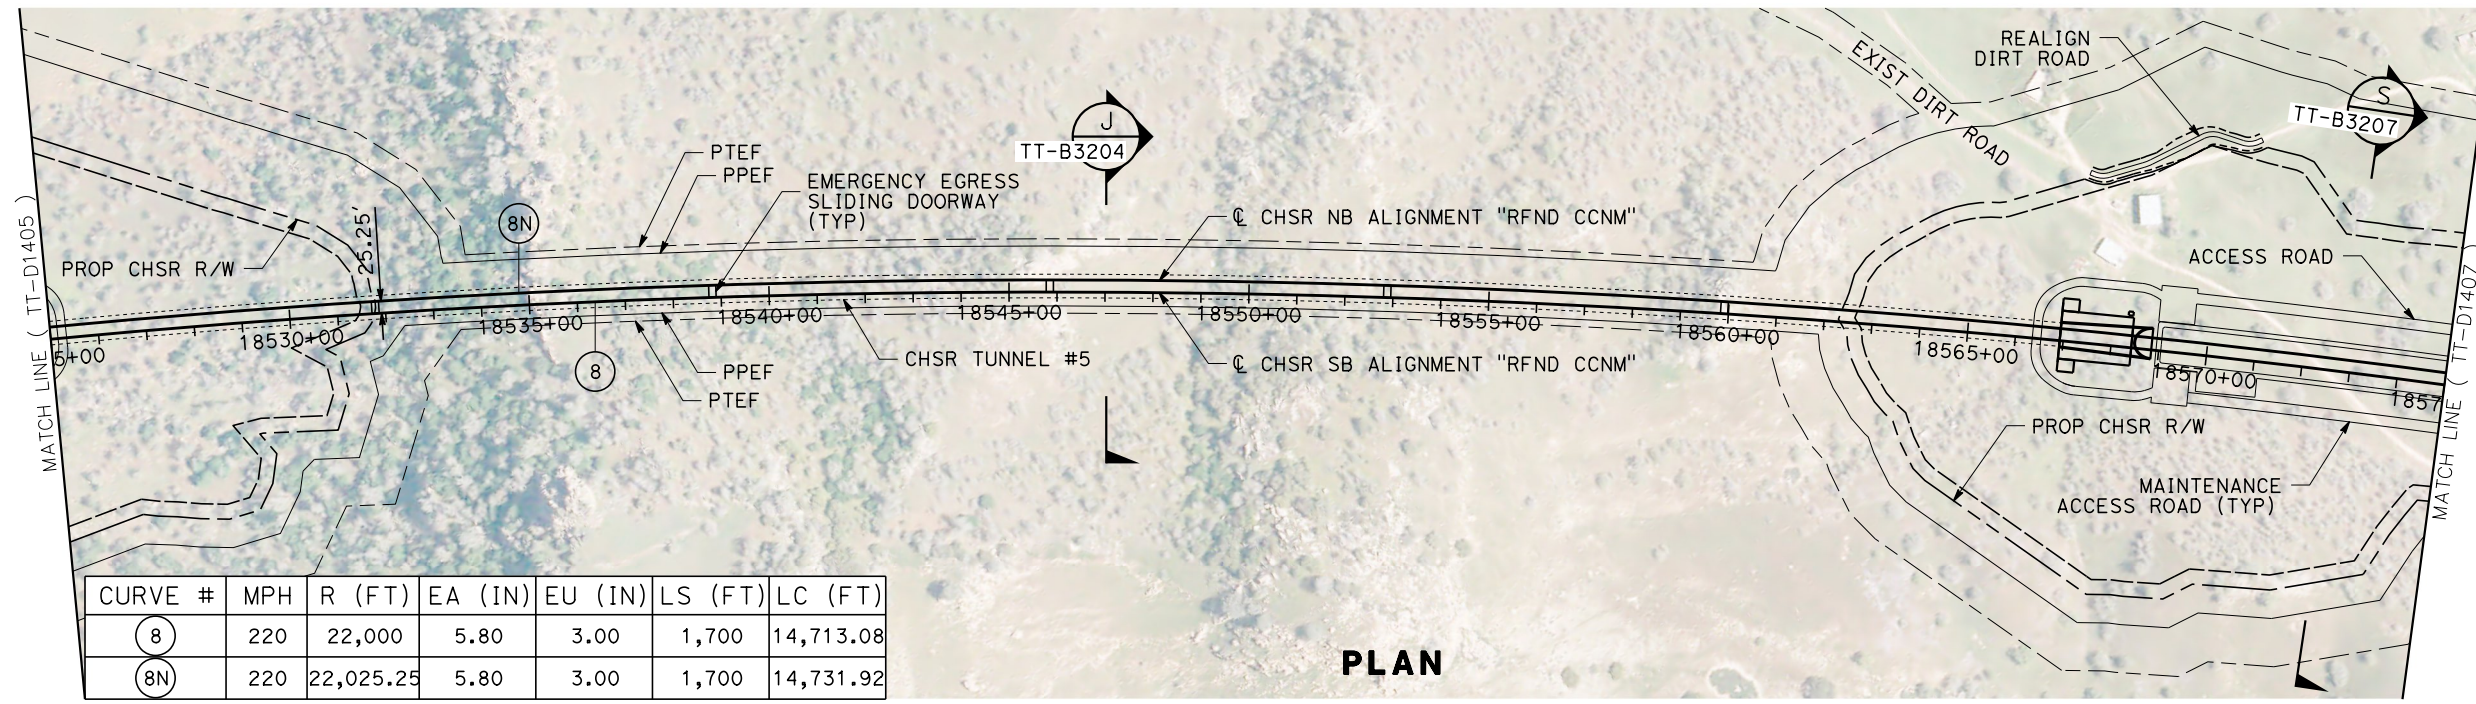 REALIGN
DIRT ROAD
EXIST DIRT ROAD
S
TT-B3207
J
TT-B3204
PTEF
PPEF
EMERGENCY EGRESS
SLIDING DOORWAY
(TYP)
8N
25.25'
℄ CHSR NB ALIGNMENT "RFND CCNM"
PROP CHSR R/W
ACCESS ROAD
MATCH LINE ( TT-D1405 )
MATCH LINE ( TT-D1407 )
5+00
18530+00
18535+00
18540+00
18545+00
18550+00
18555+00
18560+00
18565+00
18570+00
1857
8
CHSR TUNNEL #5
℄ CHSR SB ALIGNMENT "RFND CCNM"
PPEF
PTEF
PROP CHSR R/W
MAINTENANCE
ACCESS ROAD (TYP)
CURVE # MPH R (FT) EA (IN) EU (IN) LS (FT) LC (FT)
8 220 22,000 5.80 3.00 1,700 14,713.08
8N 220 22,025.25 5.80 3.00 1,700 14,731.92
PLAN